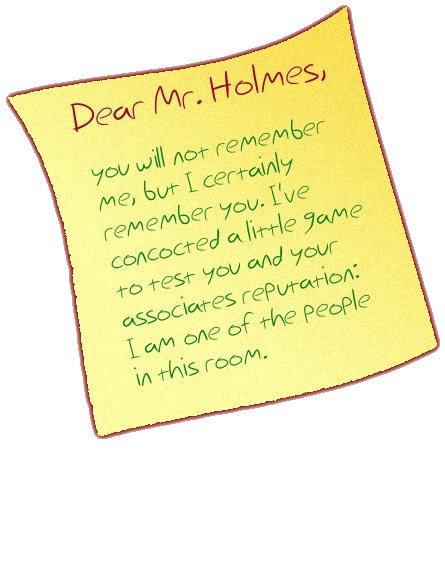 Dear Mr. Holmes,
you will not remember
me, but I certainly
remember you. I've
concocted a little game
to test you and your
associates reputation:
I am one of the people
in this room.